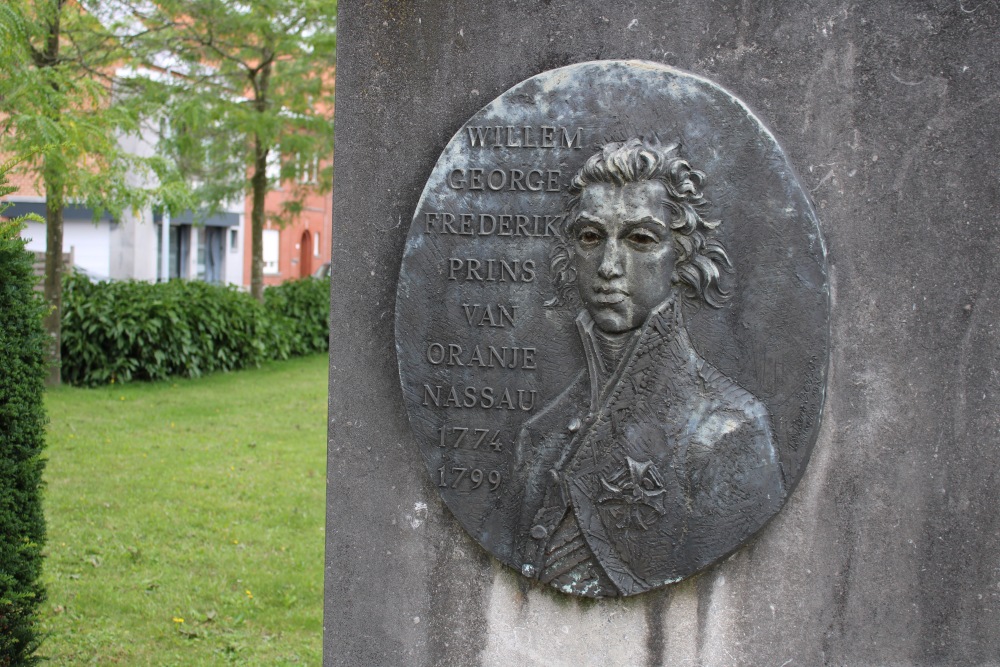 WILLEM
GEORGE
FREDERIK
PRINS
VAN
ORANJE
NASSAU
1774
1799